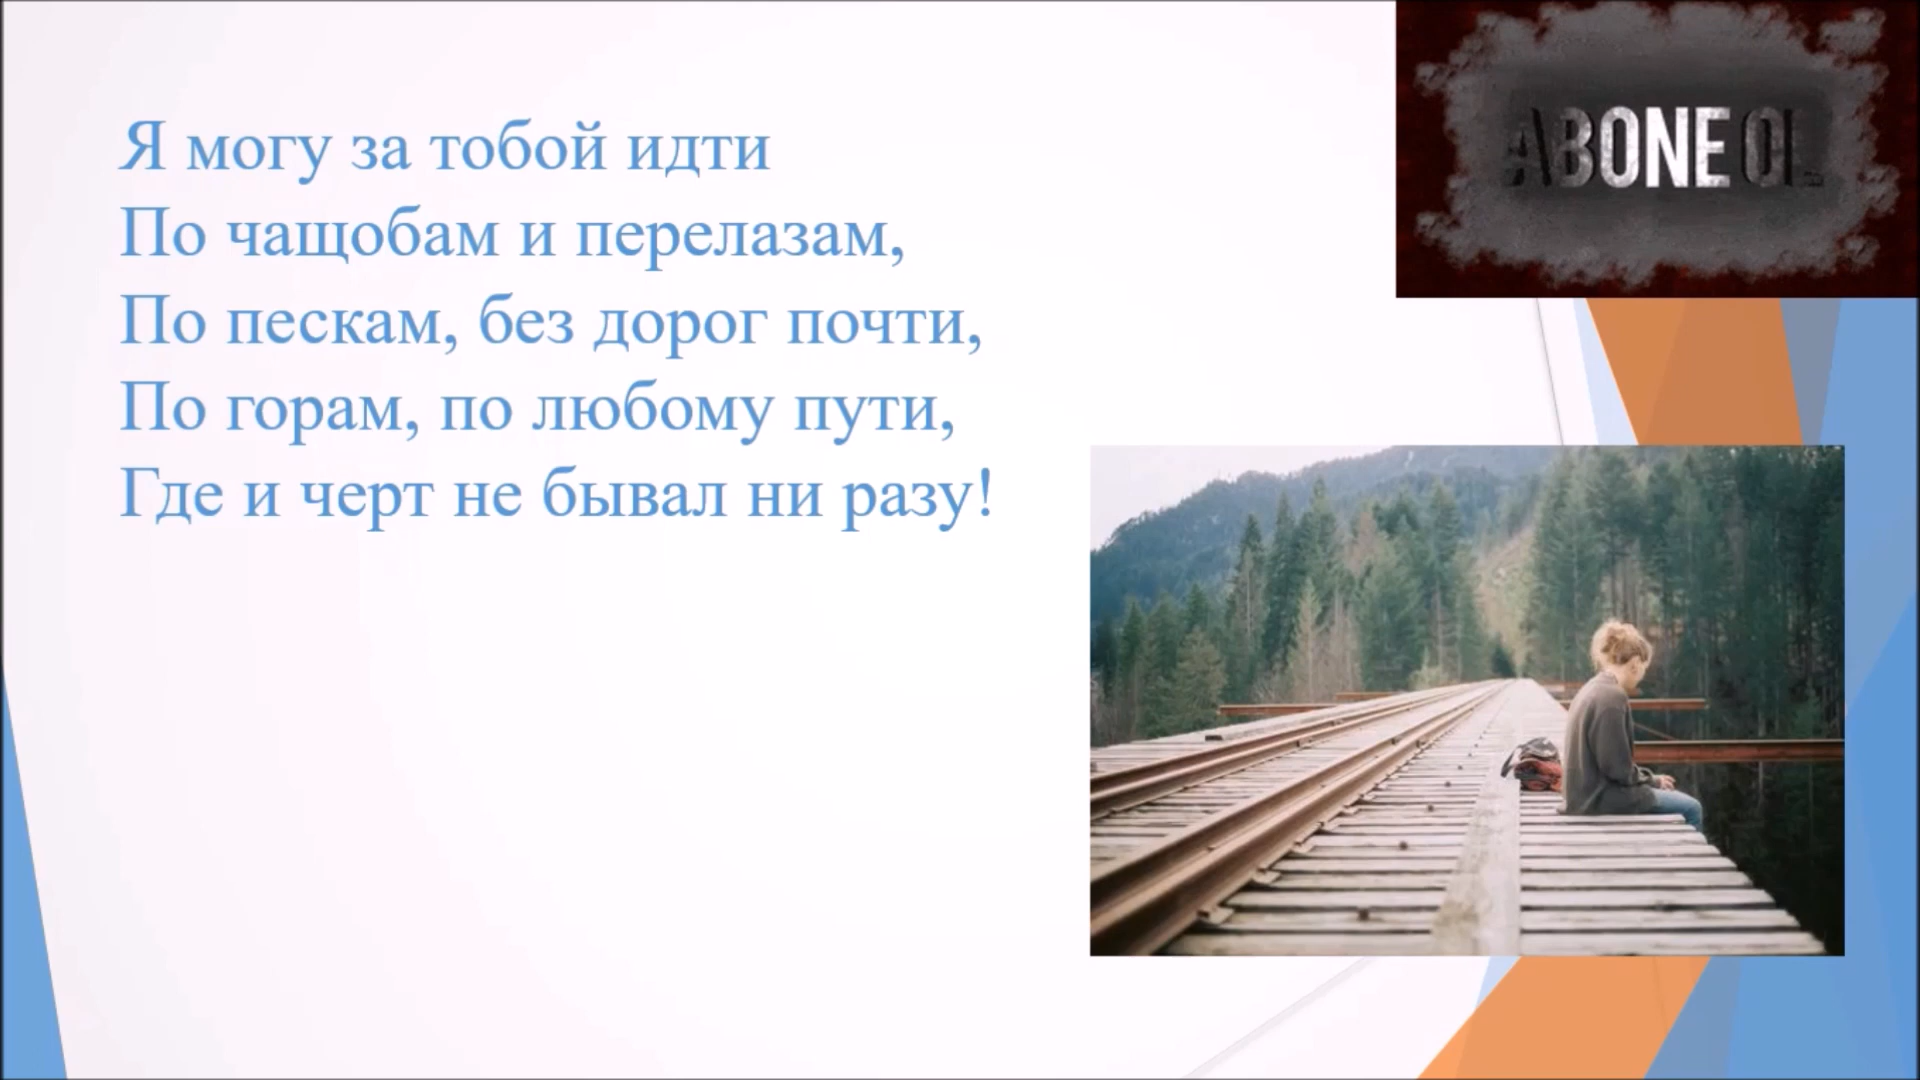 Я могу за тобой идти
По чащобам и перелазам,
По пескам, без дорог почти,
По горам, по любому пути,
Где и черт не бывал ни разу!
ABONE OL